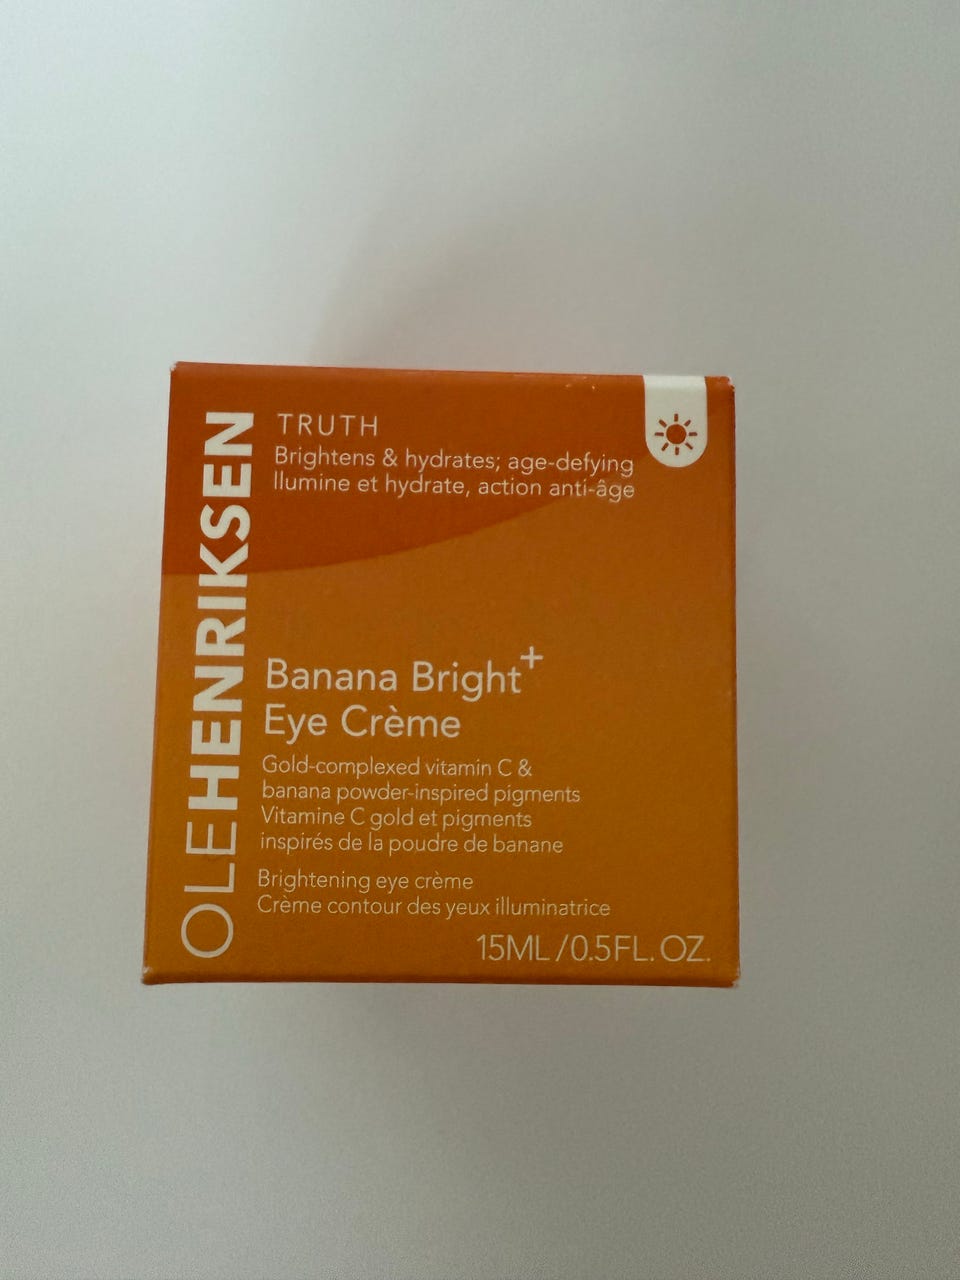 OLEHENRIKSEN
TRUTH
Brightens & hydrates; age-defying
Ilumine et hydrate, action anti-âge
Banana Bright+
Eye Crème
Gold-complexed vitamin C &
banana powder-inspired pigments
Vitamine C gold et pigments
inspirés de la poudre de banane
Brightening eye crème
Crème contour des yeux illuminatrice
15ML/0.5FL. OZ.